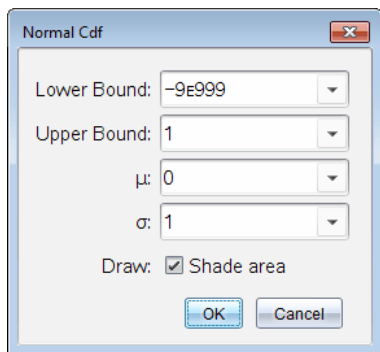 Normal Cdf
Lower Bound: -9E999
Upper Bound: 1
μ: 0
σ: 1
Draw: Shade area
OK Cancel